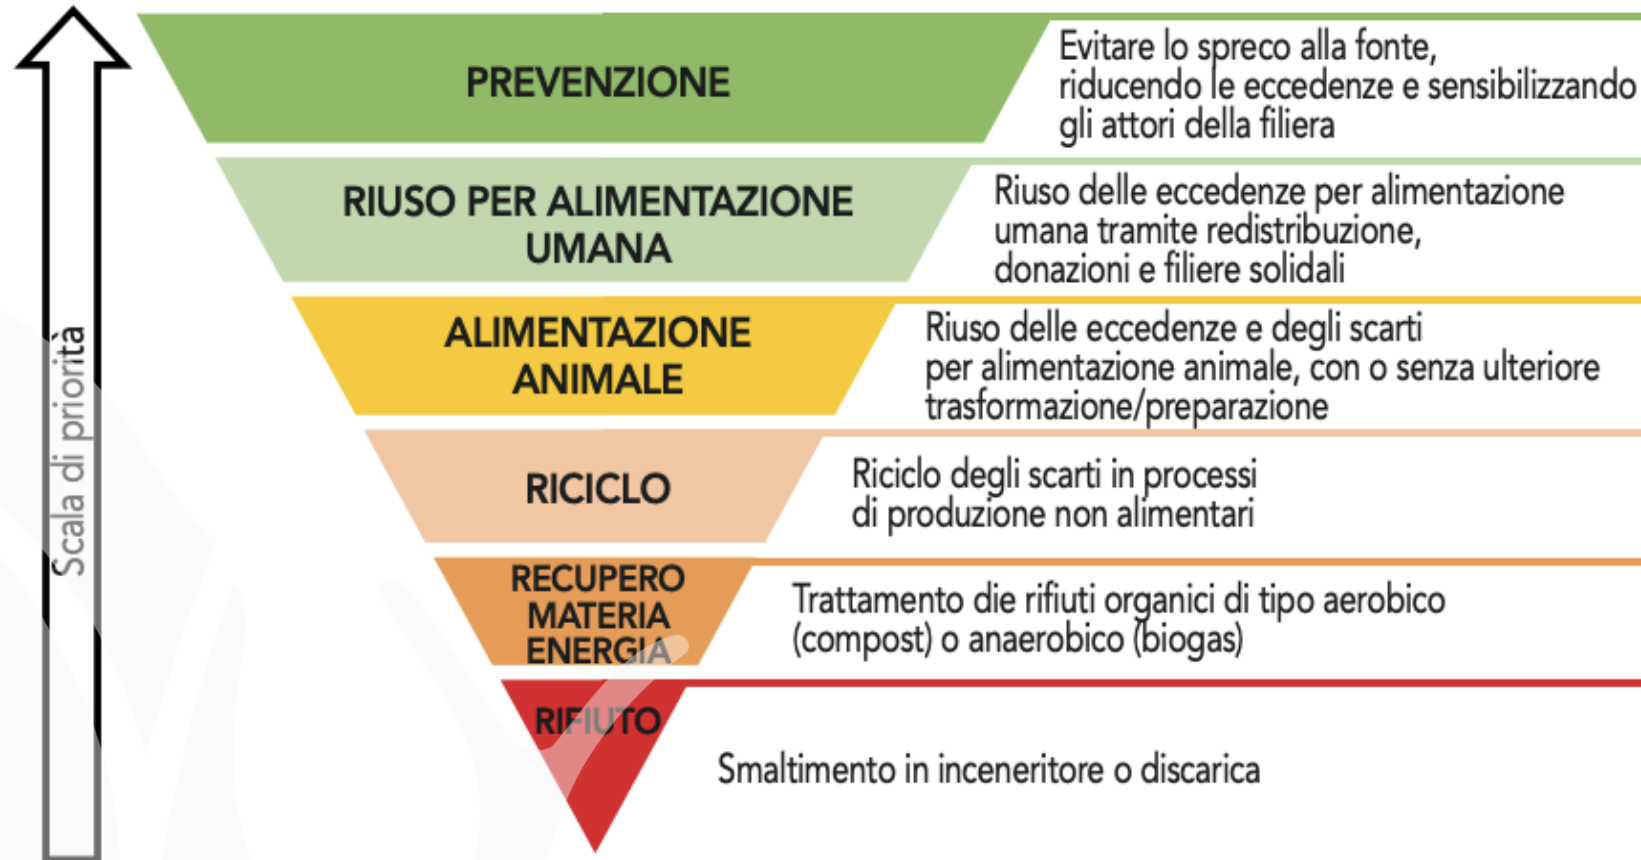 Scala di priorità
PREVENZIONE
Evitare lo spreco alla fonte,
riducendo le eccedenze e sensibilizzando
gli attori della filiera
RIUSO PER ALIMENTAZIONE
UMANA
Riuso delle eccedenze per alimentazione
umana tramite redistribuzione,
donazioni e filiere solidali
ALIMENTAZIONE
ANIMALE
Riuso delle eccedenze e degli scarti
per alimentazione animale, con o senza ulteriore
trasformazione/preparazione
RICICLO
Riciclo degli scarti in processi
di produzione non alimentari
RECUPERO
MATERIA
ENERGIA
Trattamento die rifiuti organici di tipo aerobico
(compost) o anaerobico (biogas)
RIFIUTO
Smaltimento in inceneritore o discarica